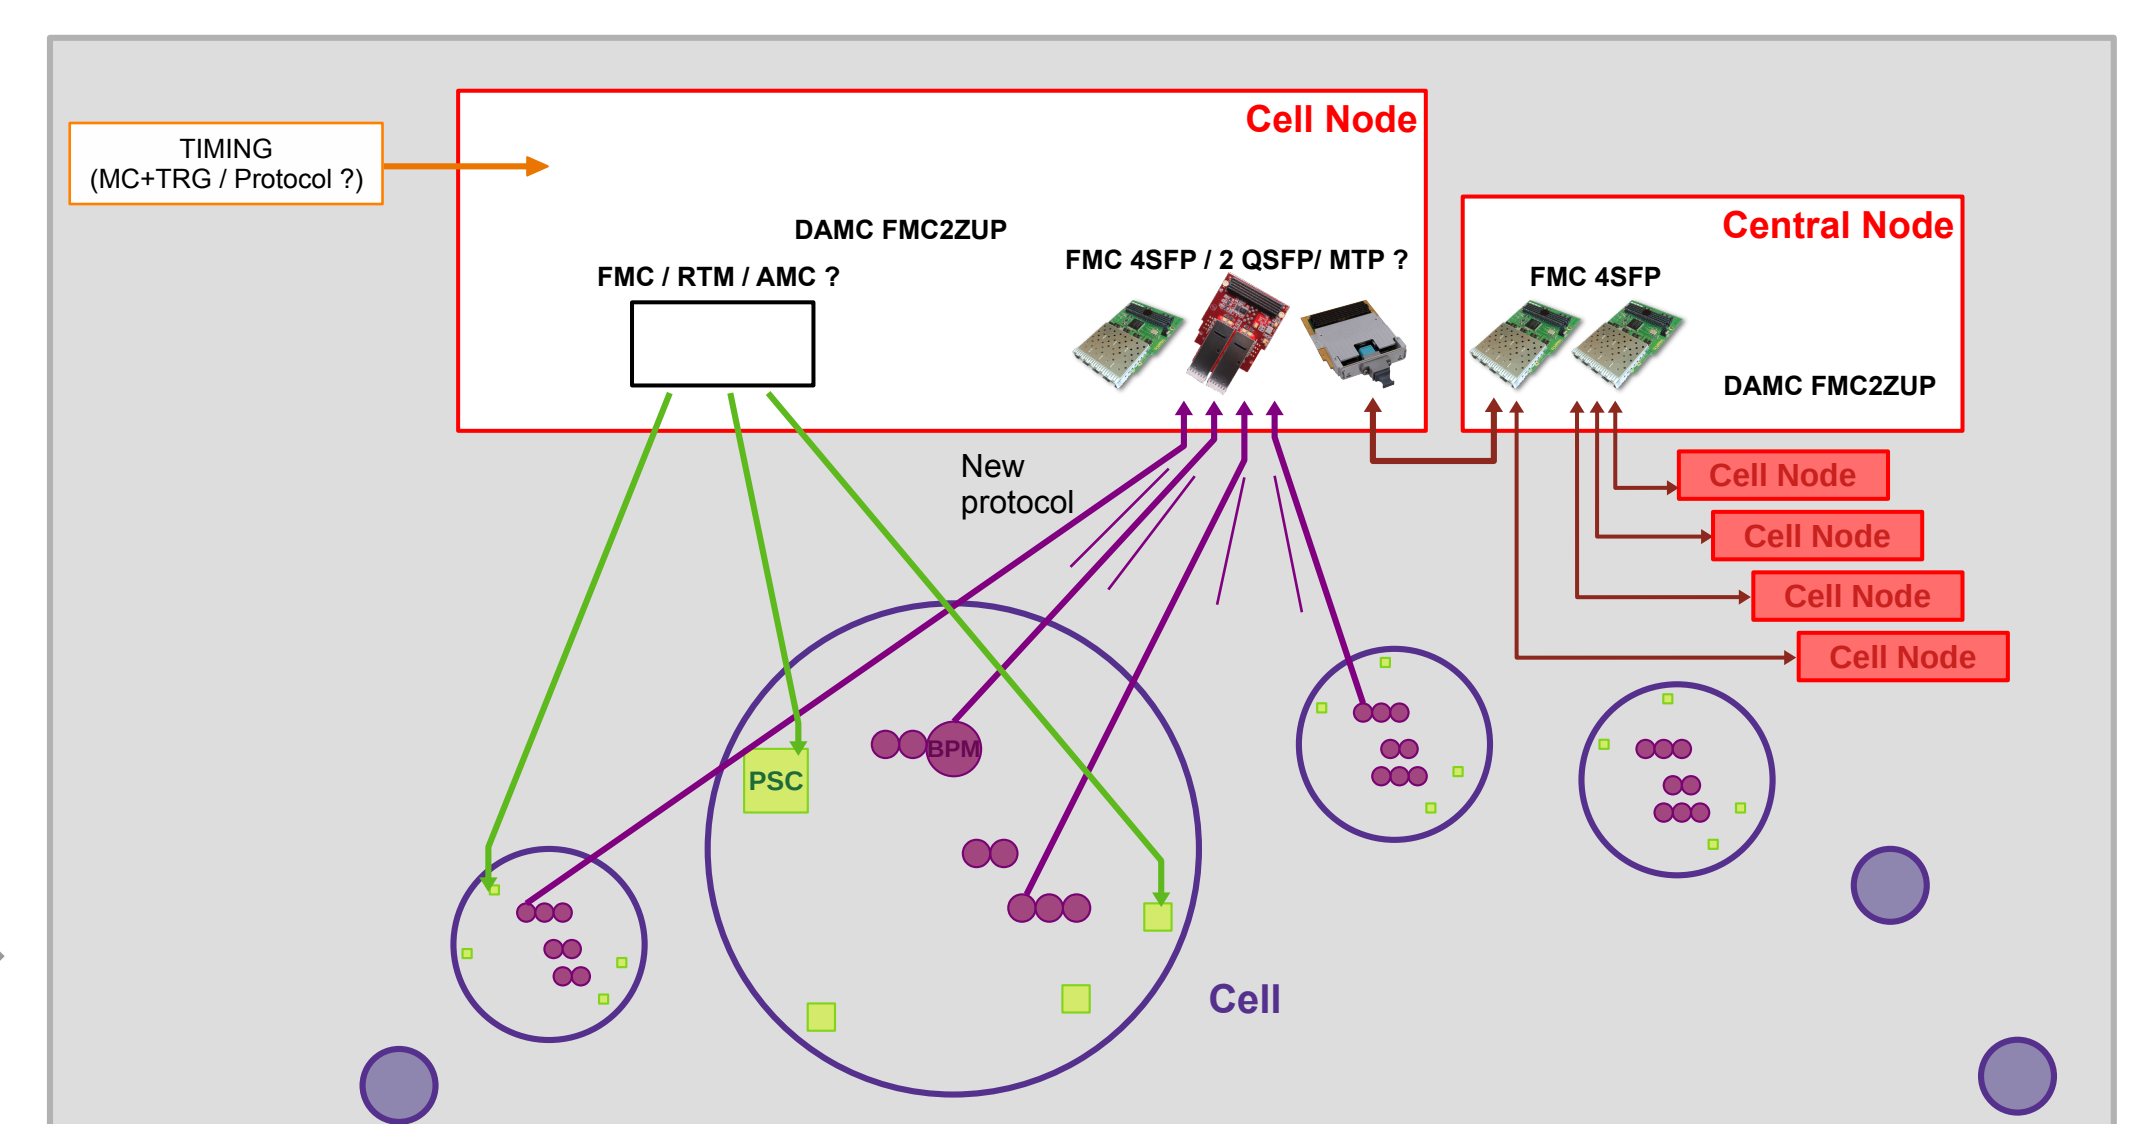 Cell Node
TIMING
(MC+TRG / Protocol ?)
DAMC FMC2ZUP
FMC / RTM / AMC ?
FMC 4SFP / 2 QSFP/ MTP ?
Central Node
FMC 4SFP
DAMC FMC2ZUP
New
protocol
Cell Node
Cell Node
Cell Node
Cell Node
BPM
PSC
Cell